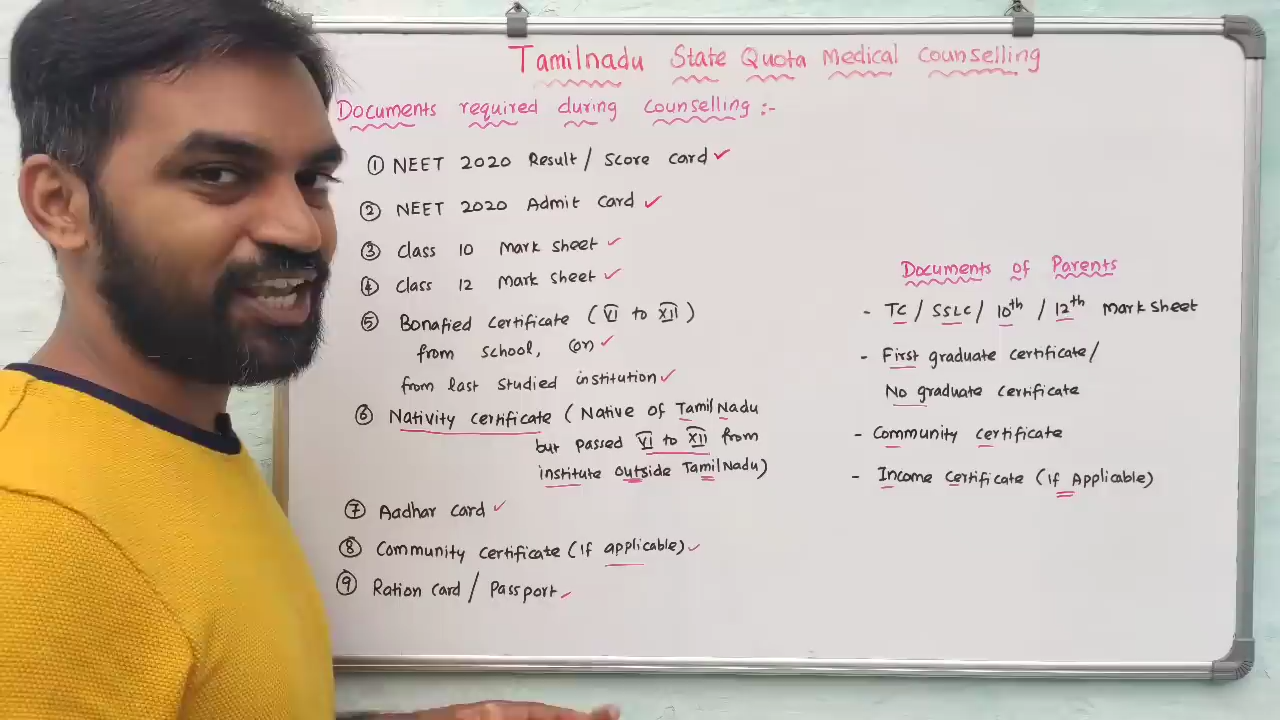 Tamilnadu State Quota Medical Counselling
Documents required during counselling :-
① NEET 2020 Result / Score card ✓
② NEET 2020 Admit card ✓
③ Class 10 Mark sheet ✓
④ Class 12 Mark sheet ✓
⑤ Bonafied certificate (VI to XII)
from school, (or) ✓
from last studied institution ✓
⑥ Nativity certificate (Native of Tamil Nadu
but passed VI to XII from
institute outside TamilNadu)
⑦ Aadhar card ✓
⑧ Community certificate (if applicable) ✓
⑨ Ration card / Passport ✓
Documents of Parents
- TC / SSLC / 10th / 12th mark sheet
- First graduate certificate/
No graduate certificate
- Community certificate
- Income certificate (if Applicable)